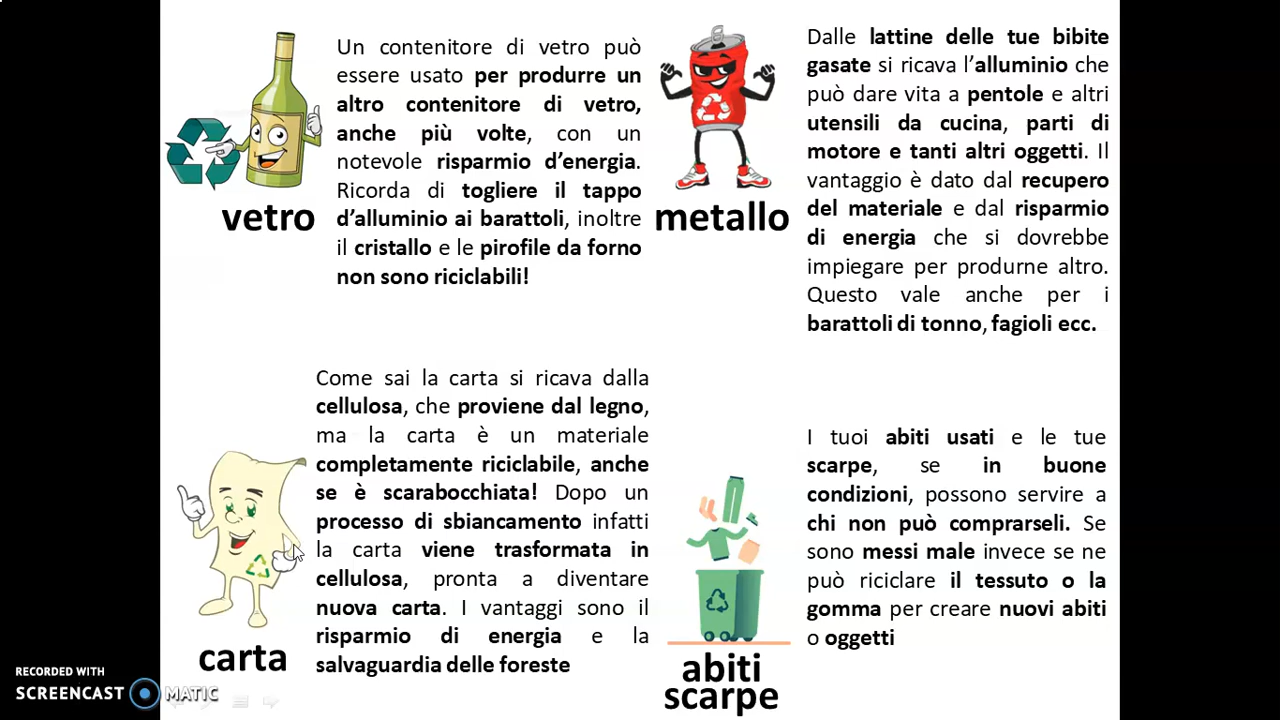 Un contenitore di vetro può
essere usato per produrre un
altro contenitore di vetro,
anche più volte, con un
notevole risparmio d’energia.
Ricorda di togliere il tappo
d’alluminio ai barattoli, inoltre
il cristallo e le pirofile da forno
non sono riciclabili!
vetro
Dalle lattine delle tue bibite
gasate si ricava l’alluminio che
può dare vita a pentole e altri
utensili da cucina, parti di
motore e tanti altri oggetti. Il
vantaggio è dato dal recupero
del materiale e dal risparmio
di energia che si dovrebbe
impiegare per produrne altro.
Questo vale anche per i
barattoli di tonno, fagioli ecc.
metallo
Come sai la carta si ricava dalla
cellulosa, che proviene dal legno,
ma la carta è un materiale
completamente riciclabile, anche
se è scarabocchiata! Dopo un
processo di sbiancamento infatti
la carta viene trasformata in
cellulosa, pronta a diventare
nuova carta. I vantaggi sono il
risparmio di energia e la
salvaguardia delle foreste
carta
I tuoi abiti usati e le tue
scarpe, se in buone
condizioni, possono servire a
chi non può comprarseli. Se
sono messi male invece se ne
può riciclare il tessuto o la
gomma per creare nuovi abiti
o oggetti
abiti
scarpe
RECORDED WITH
SCREENCAST MATIC